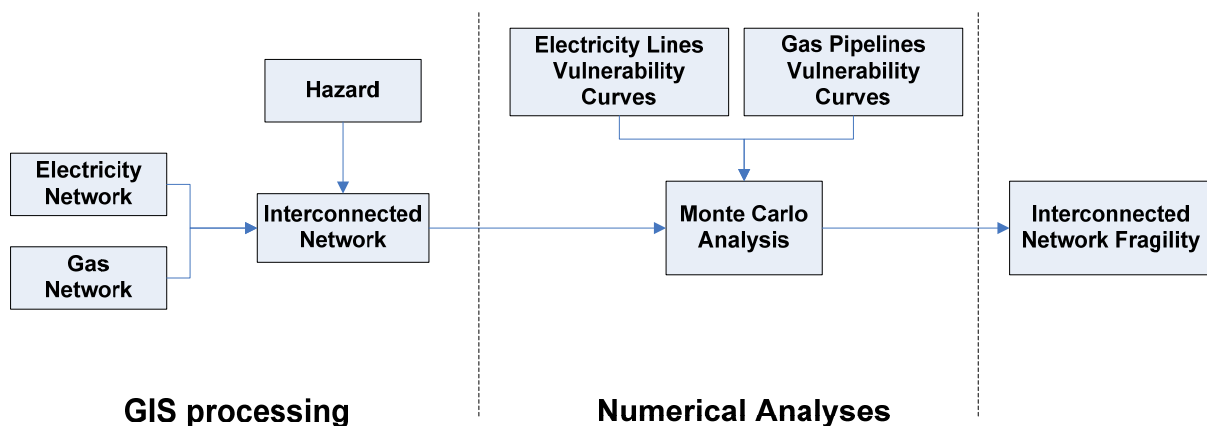 Hazard
Electricity
Network
Gas
Network
Interconnected
Network
Electricity Lines
Vulnerability
Curves
Gas Pipelines
Vulnerability
Curves
Monte Carlo
Analysis
Interconnected
Network Fragility
GIS processing
Numerical Analyses